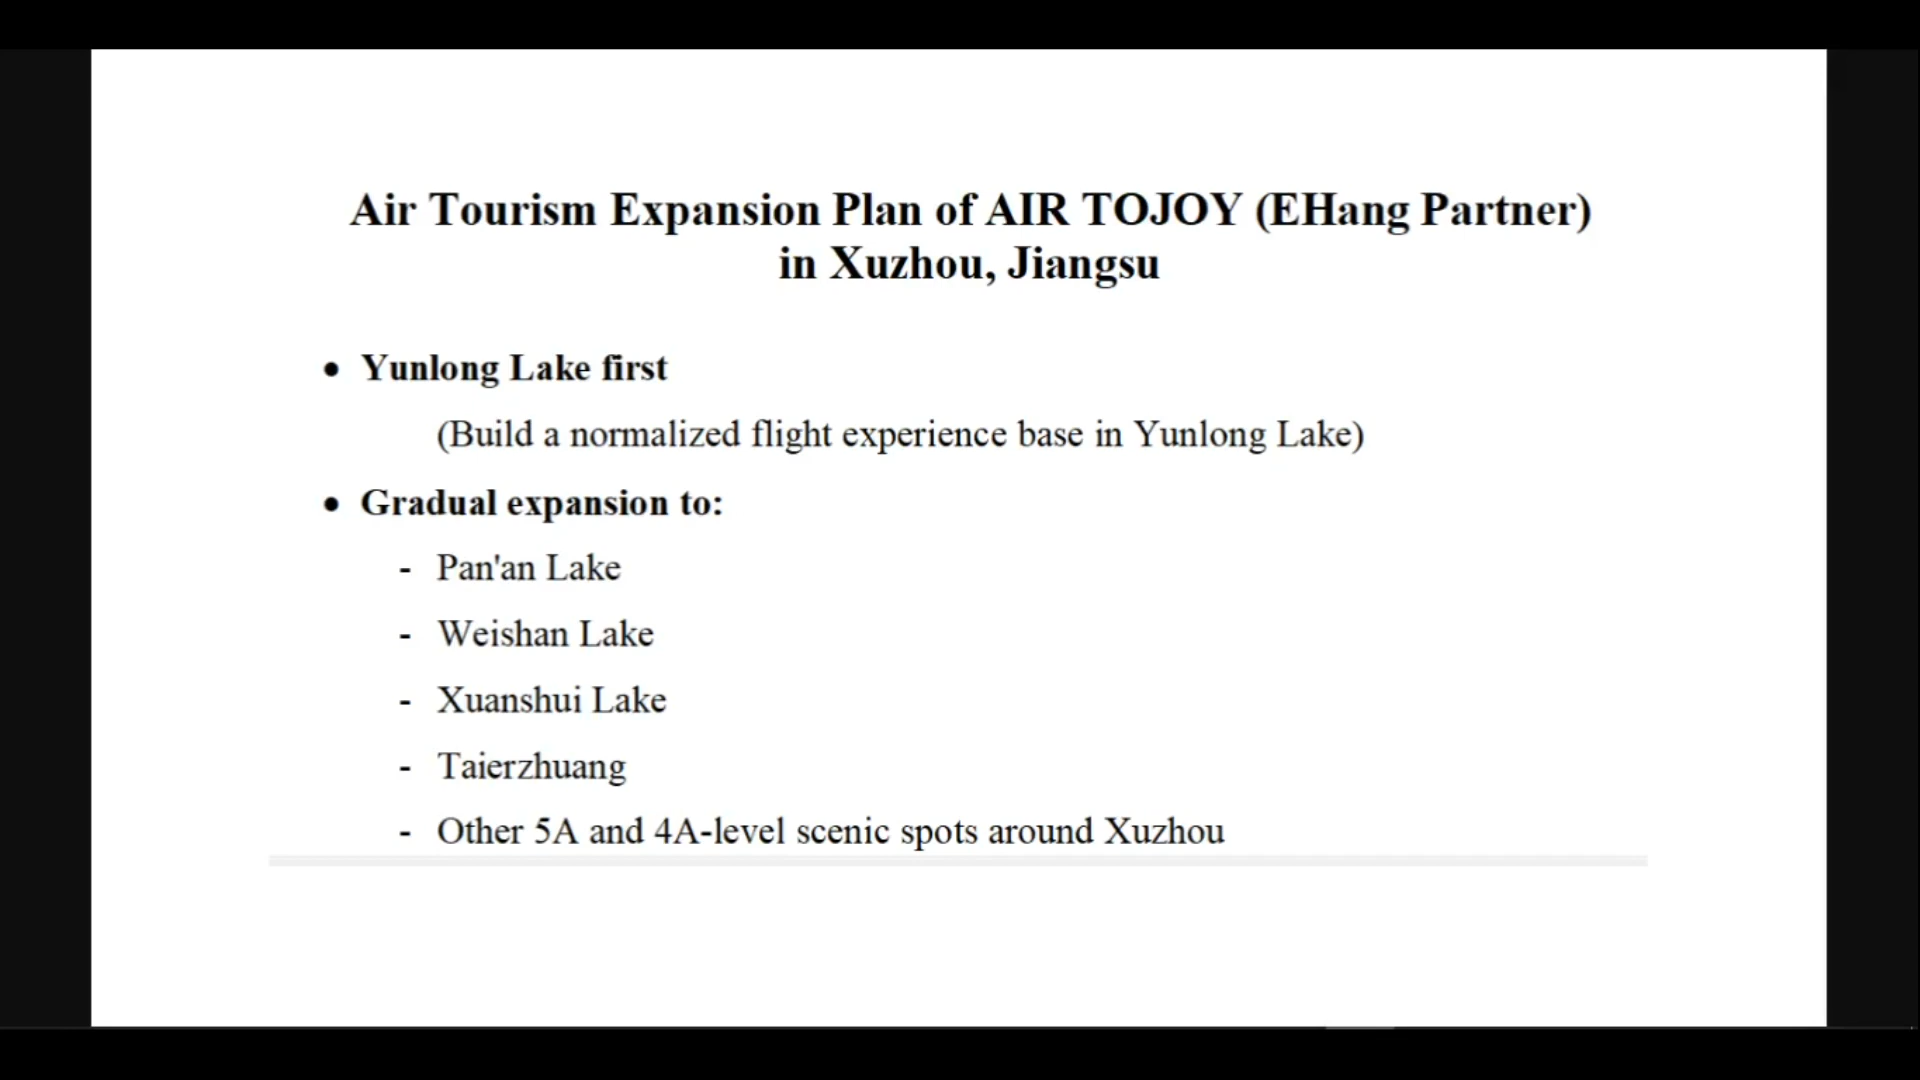 Air Tourism Expansion Plan of AIR TOJOY (EHang Partner)
in Xuzhou, Jiangsu
• Yunlong Lake first
(Build a normalized flight experience base in Yunlong Lake)
• Gradual expansion to:
- Pan'an Lake
- Weishan Lake
- Xuanshui Lake
- Taierzhuang
- Other 5A and 4A-level scenic spots around Xuzhou